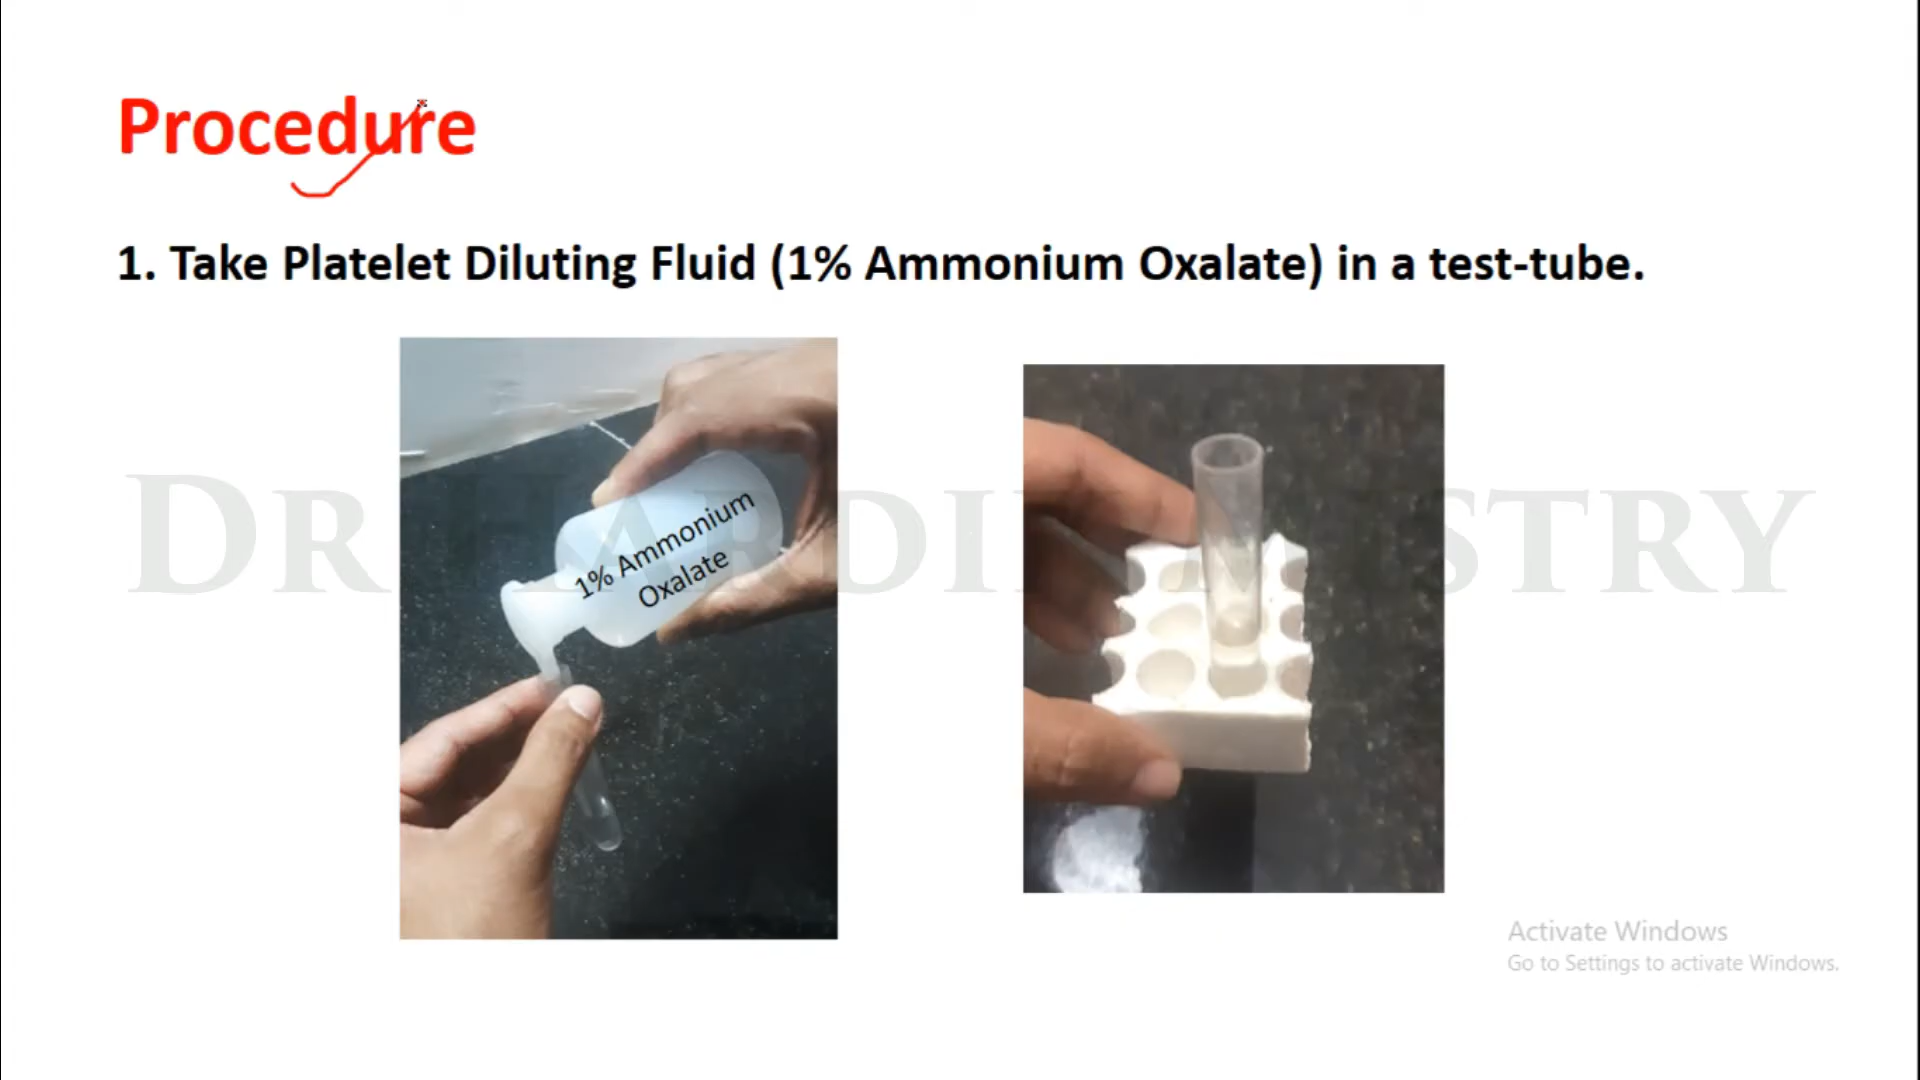 Procedure
1. Take Platelet Diluting Fluid (1% Ammonium Oxalate) in a test-tube.
1% Ammonium
Oxalate
Activate Windows
Go to Settings to activate Windows.